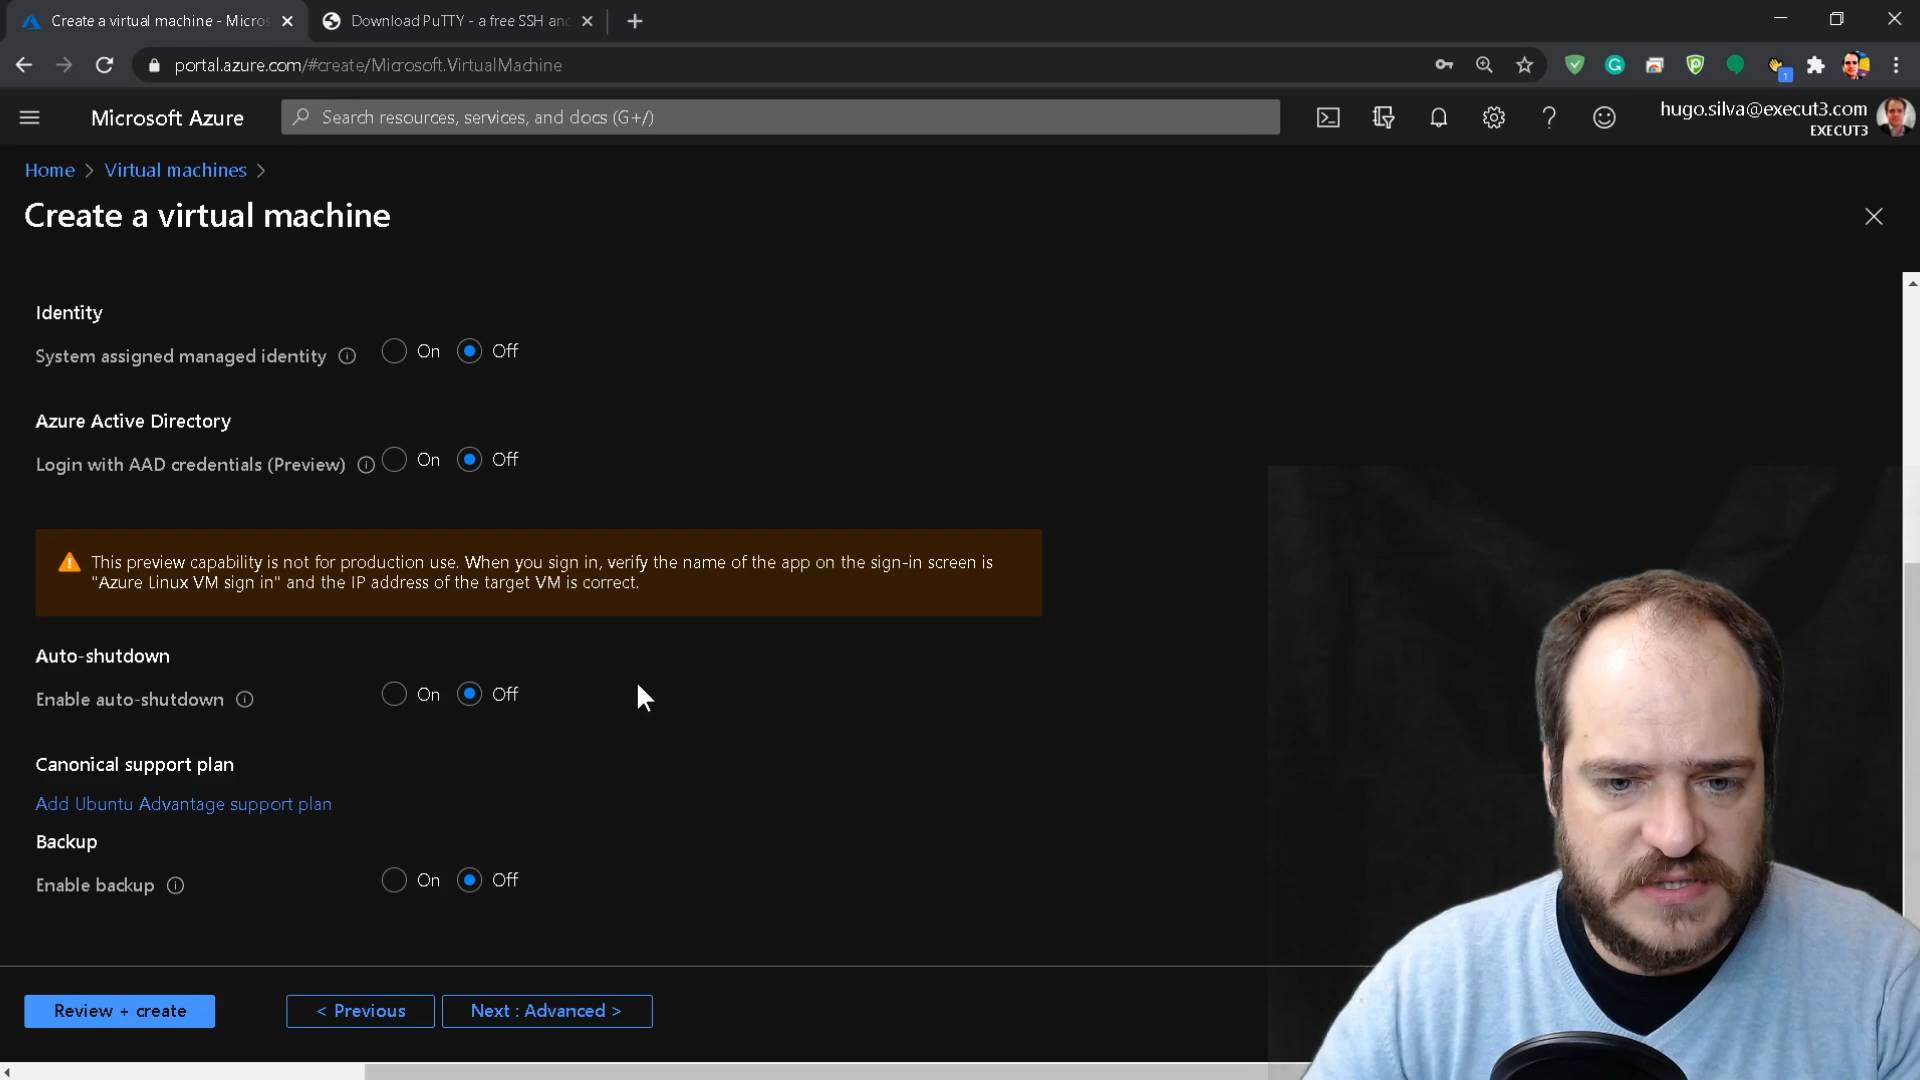 Create a virtual machine - Micros
Download PuTTY - a free SSH and
portal.azure.com/#create/Microsoft.VirtualMachine
1
Microsoft Azure
Search resources, services, and docs (G+/)
hugo.silva@execut3.com
EXECUT3
Home > Virtual machines >
Create a virtual machine
Identity
System assigned managed identity
On
Off
Azure Active Directory
Login with AAD credentials (Preview)
On
Off
This preview capability is not for production use. When you sign in, verify the name of the app on the sign-in screen is
"Azure Linux VM sign in" and the IP address of the target VM is correct.
Auto-shutdown
Enable auto-shutdown
On
Off
Canonical support plan
Add Ubuntu Advantage support plan
Backup
Enable backup
On
Off
Review + create
< Previous
Next : Advanced >